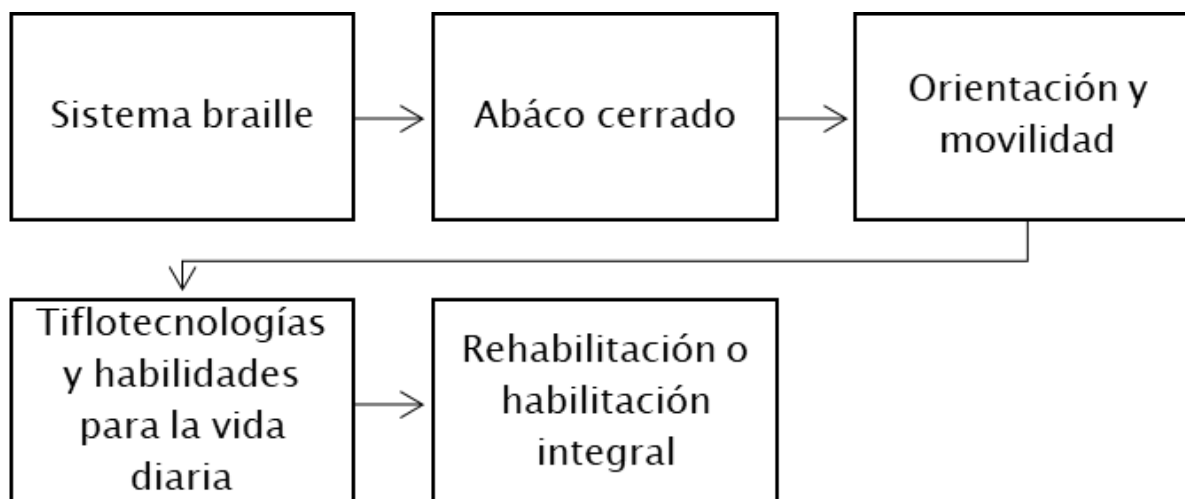 Sistema braille
Abáco cerrado
Orientación y
movilidad
Tiflotecnologías
y habilidades
para la vida
diaria
Rehabilitación o
habilitación
integral